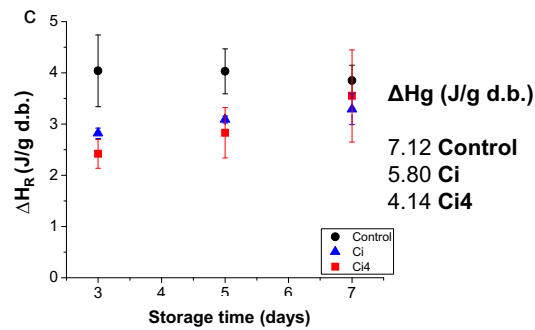 C
5
4
3
2
1
0
ΔH_R (J/g d.b.)
3 4 5 6 7
Storage time (days)
Control
Ci
Ci4
ΔHg (J/g d.b.)
7.12 Control
5.80 Ci
4.14 Ci4